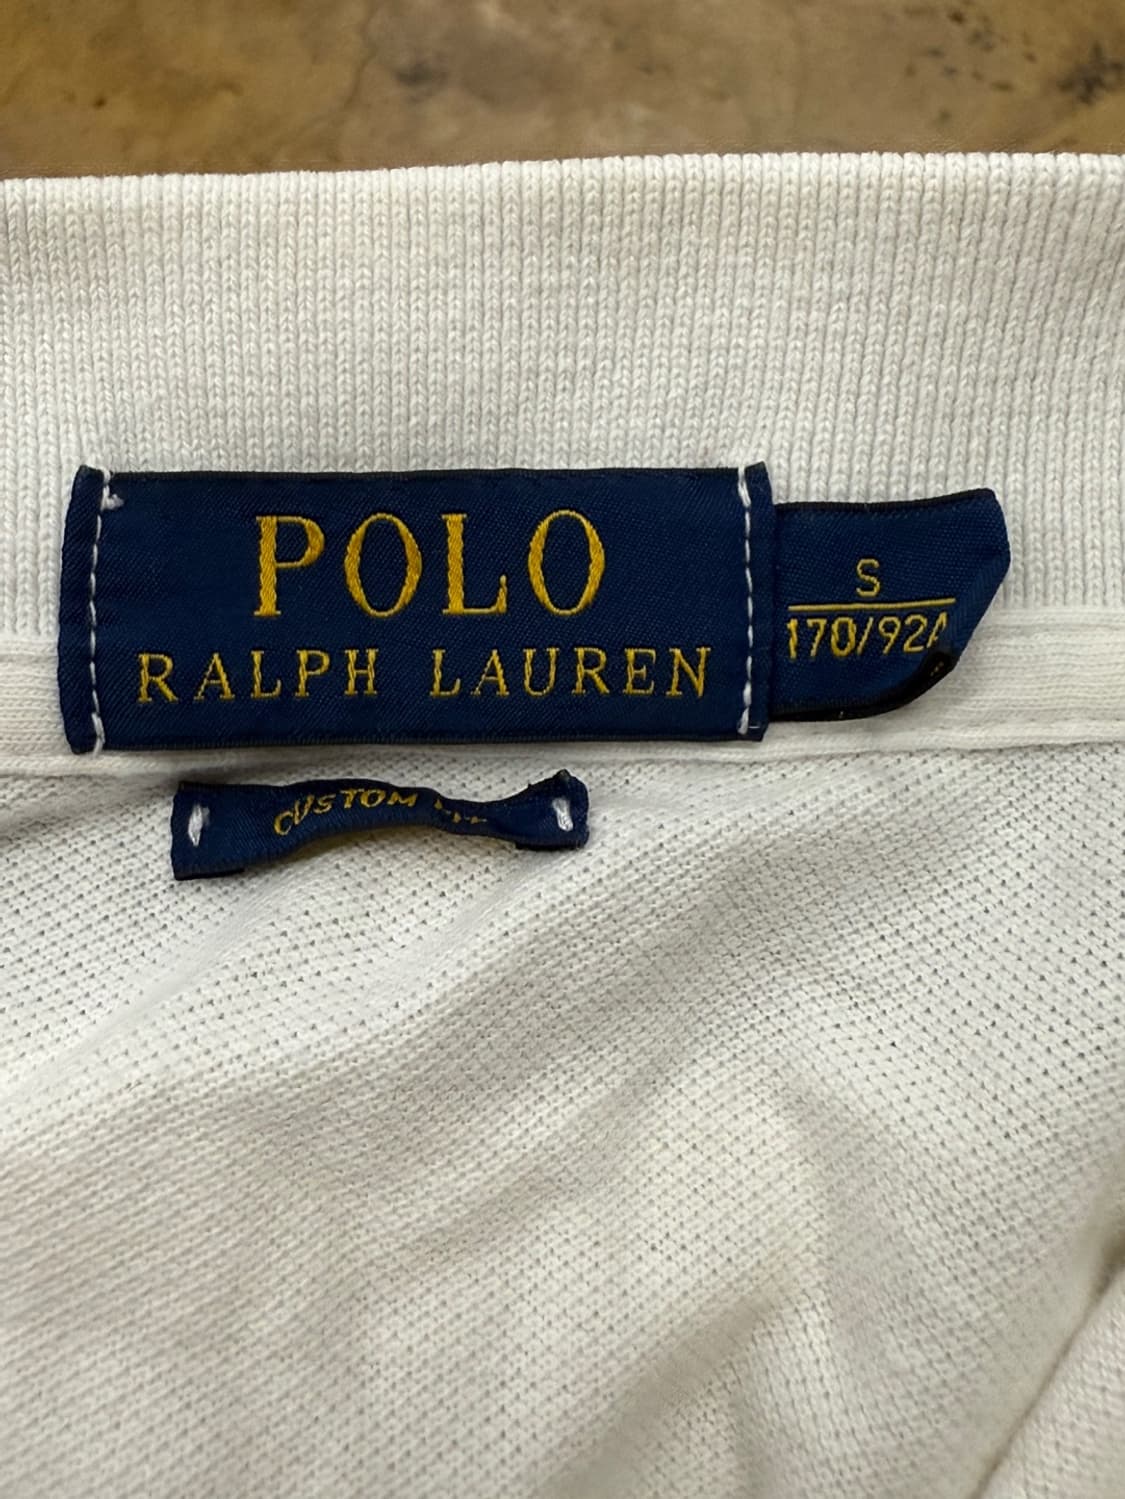 POLO
RALPH LAUREN
S
170/92A
CUSTOM